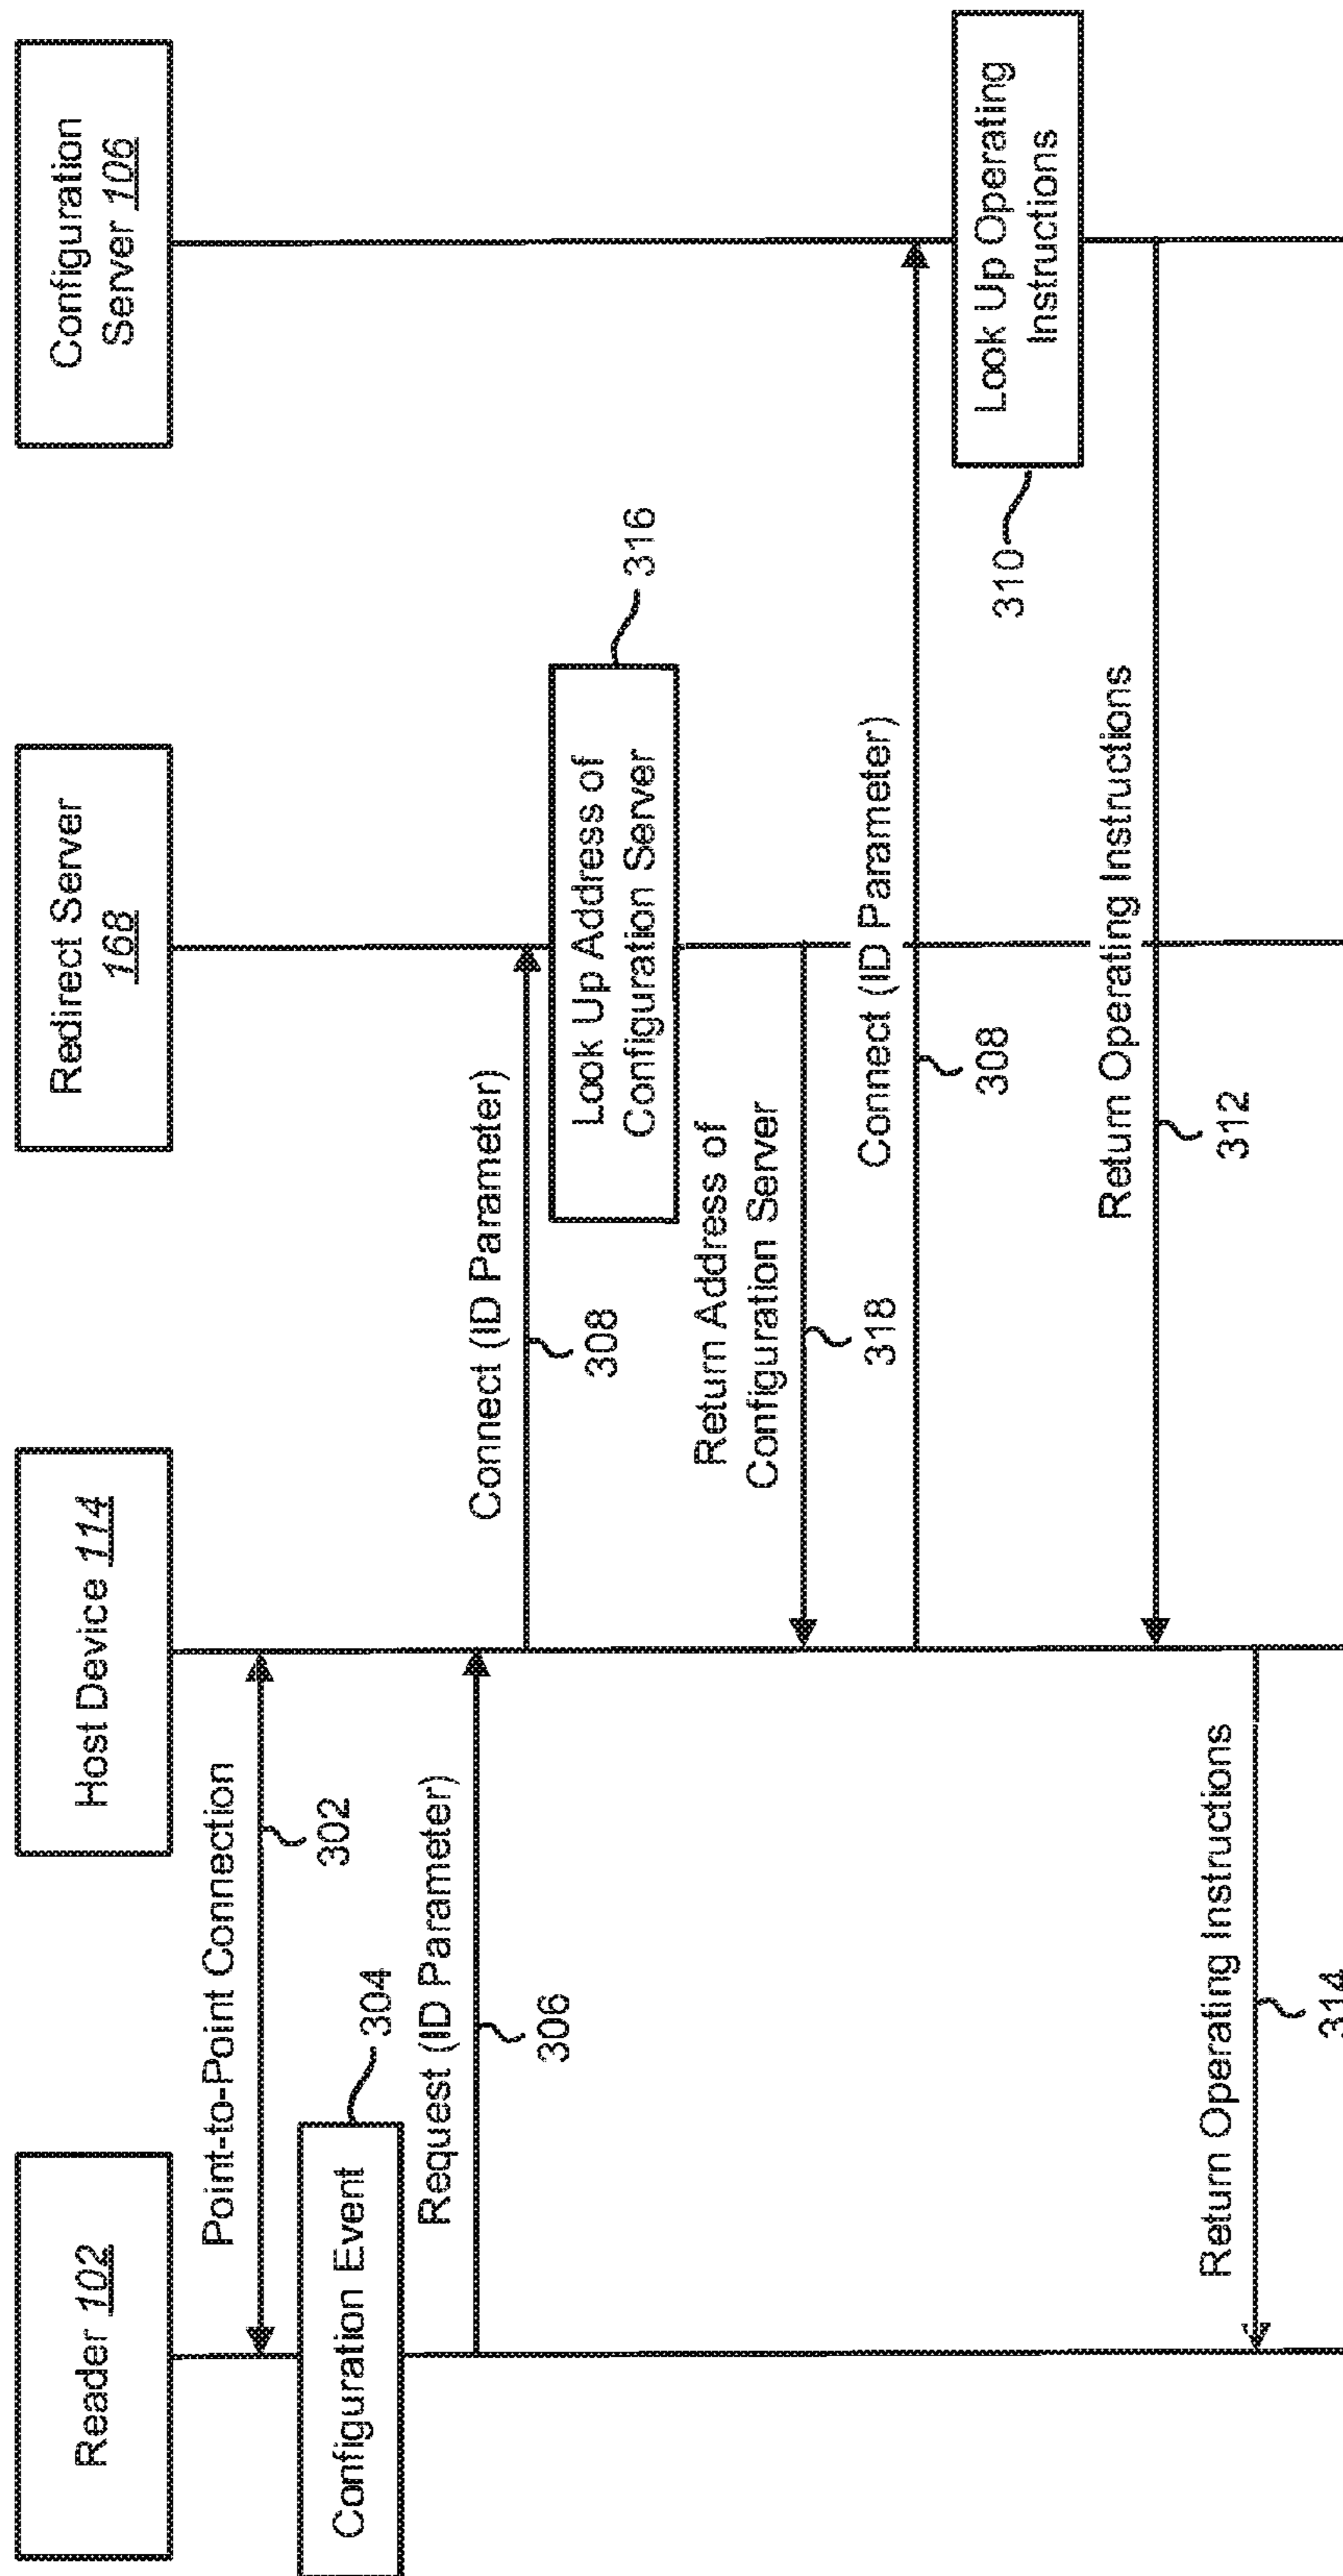 Reader 102
Host Device 114
Redirect Server
168
Configuration
Server 106
Point-to-Point Connection
302
Configuration Event
304
Request (ID Parameter)
306
Connect (ID Parameter)
308
Look Up Address of
Configuration Server
316
Return Address of
Configuration Server
318
Connect (ID Parameter)
308
Look Up Operating
Instructions
310
Return Operating Instructions
312
Return Operating Instructions
314